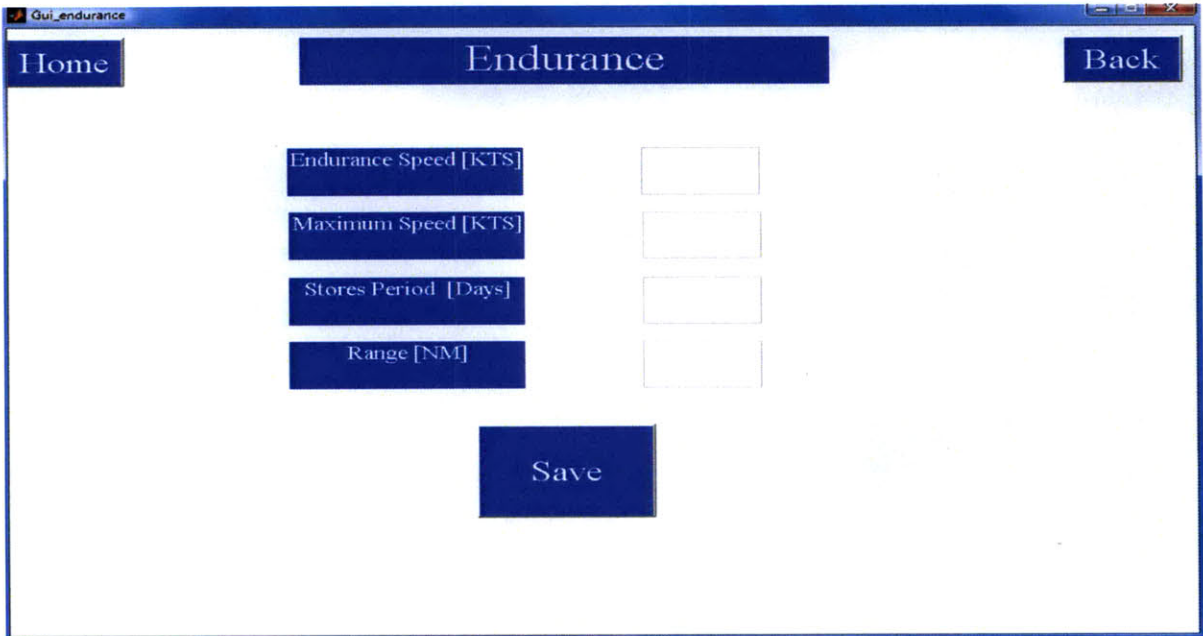 Gui_endurance
Home
Endurance
Back
Endurance Speed [KTS]
Maximum Speed [KTS]
Stores Period [Days]
Range [NM]
Save